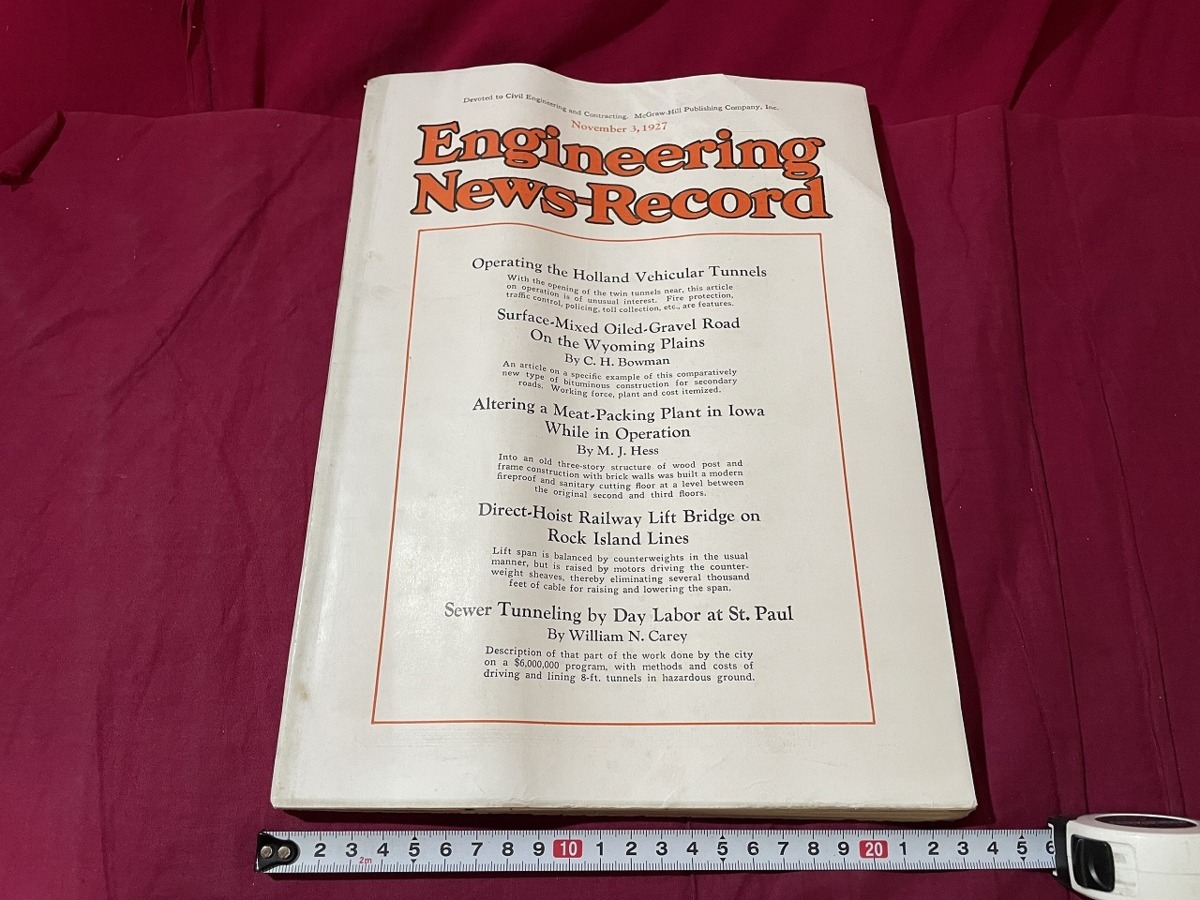 Devoted to Civil Engineering and Contracting. McGraw-Hill Publishing Company, Inc.
November 3, 1927
Engineering
News-Record
Operating the Holland Vehicular Tunnels
With the opening of the twin tunnels near, this article
on operation is of unusual interest. Fire protection,
traffic control, policing, toll collection, etc., are features.
Surface-Mixed Oiled-Gravel Road
On the Wyoming Plains
By C. H. Bowman
An article on a specific example of this comparatively
new type of bituminous construction for secondary
roads. Working force, plant and cost itemized.
Altering a Meat-Packing Plant in Iowa
While in Operation
By M. J. Hess
Into an old three-story structure of wood post and
frame construction with brick walls was built a modern
fireproof and sanitary cutting floor at a level between
the original second and third floors.
Direct-Hoist Railway Lift Bridge on
Rock Island Lines
Lift span is balanced by counterweights in the usual
manner, but is raised by motors driving the counter-
weight sheaves, thereby eliminating several thousand
feet of cable for raising and lowering the span.
Sewer Tunneling by Day Labor at St. Paul
By William N. Carey
Description of that part of the work done by the city
on a $6,000,000 program, with methods and costs of
driving and lining 8-ft. tunnels in hazardous ground.
2 3 4 5 6 7 8 9 10 1 2 3 4 5 6 7 8 9 20 1 2 3 4 5 6
2m